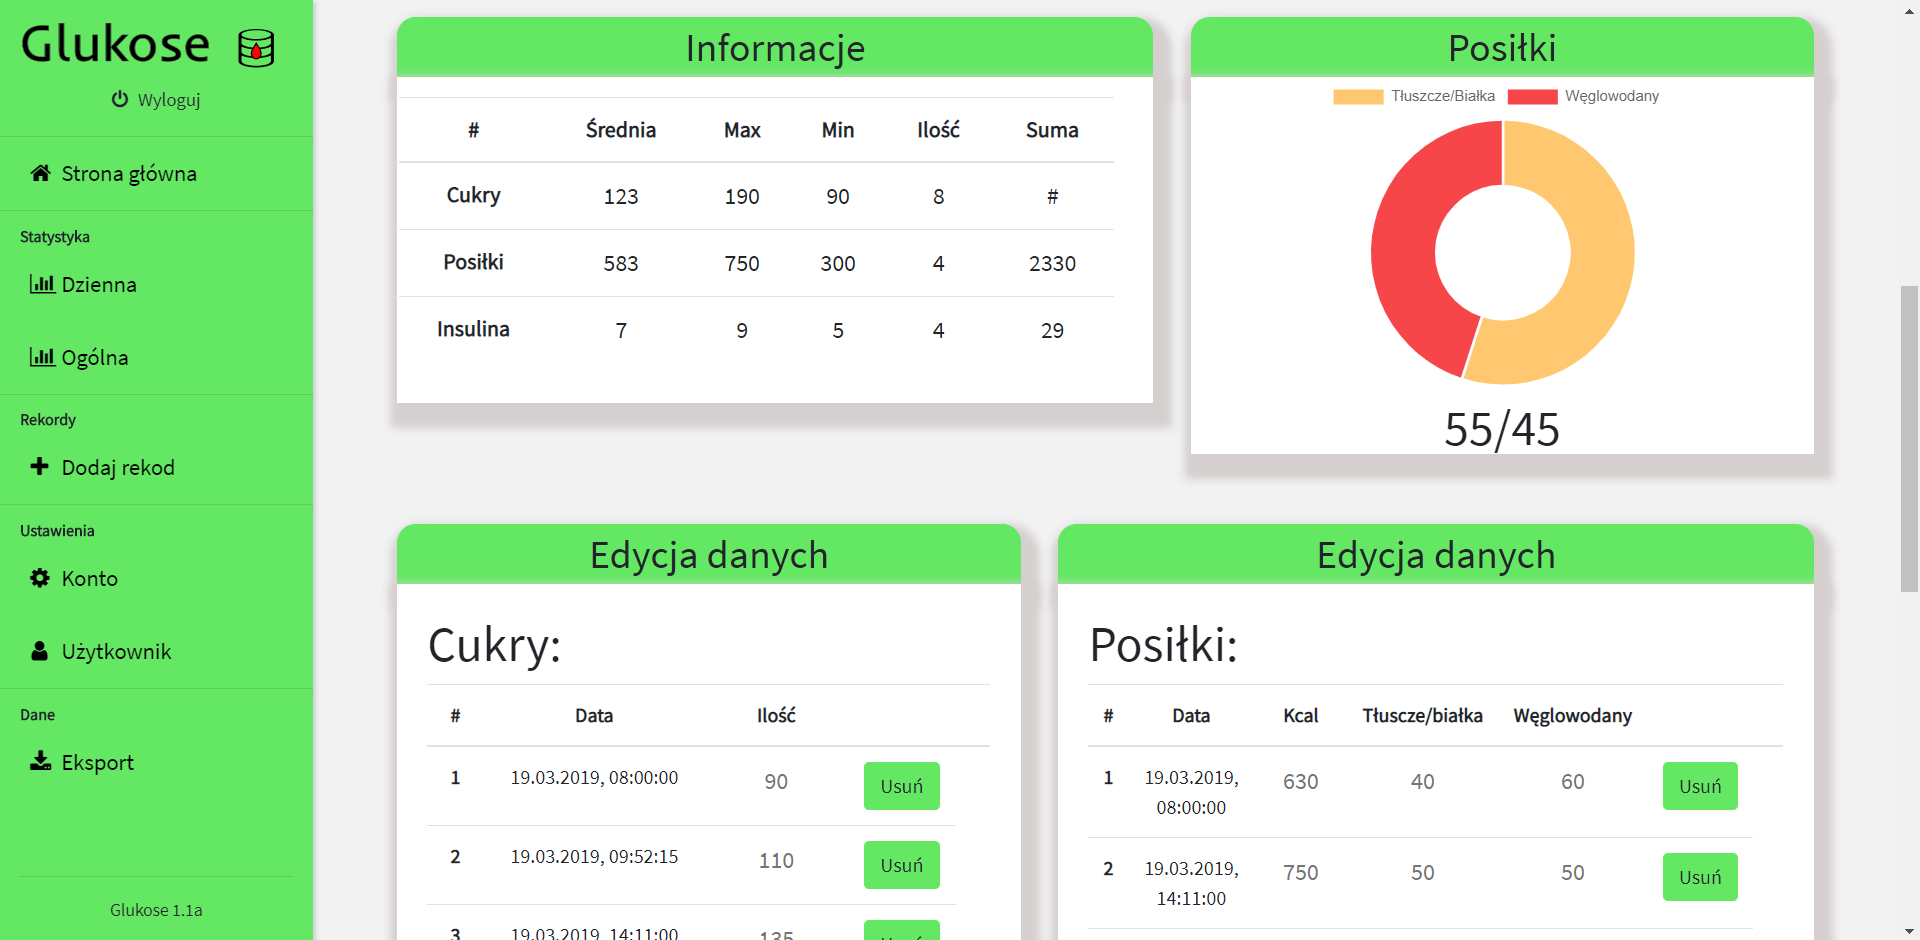 Glukose
Wyloguj
Strona główna
Statystyka
Dzienna
Ogólna
Rekordy
Dodaj rekod
Ustawienia
Konto
Użytkownik
Dane
Eksport
Glukose 1.1a
Informacje
# Średnia Max Min Ilość Suma
Cukry 123 190 90 8 #
Posiłki 583 750 300 4 2330
Insulina 7 9 5 4 29
Posiłki
Tłuszcze/Białka Węglowodany
55/45
Edycja danych
Cukry:
# Data Ilość
1 19.03.2019, 08:00:00 90 Usuń
2 19.03.2019, 09:52:15 110 Usuń
3 19.03.2019, 14:11:00 135 Usuń
Edycja danych
Posiłki:
# Data Kcal Tłuscze/białka Węglowodany
1 19.03.2019, 630 40 60 Usuń
08:00:00
2 19.03.2019, 750 50 50 Usuń
14:11:00